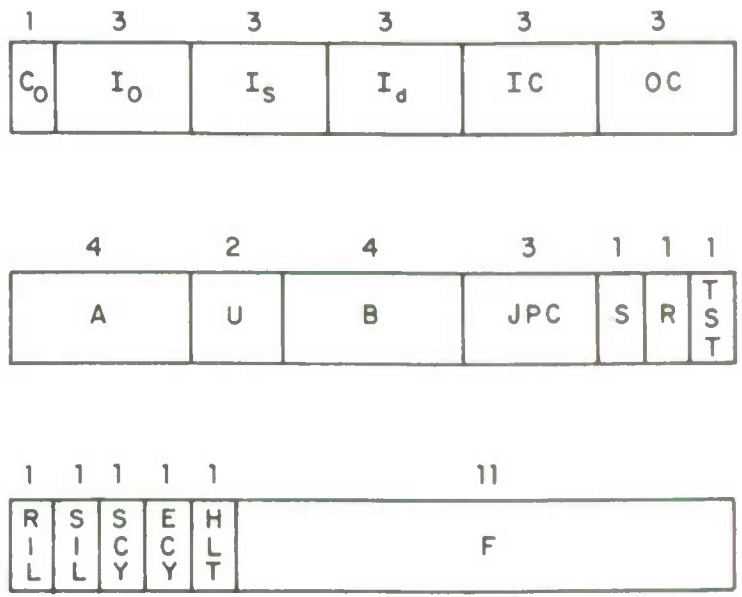 1 3 3 3 3 3
C₀ I₀ Iₛ I_d IC OC
4 2 4 3 1 1 1
A U B JPC S R TST
1 1 1 1 1 11
RIL SIL SCY ECY HLT F